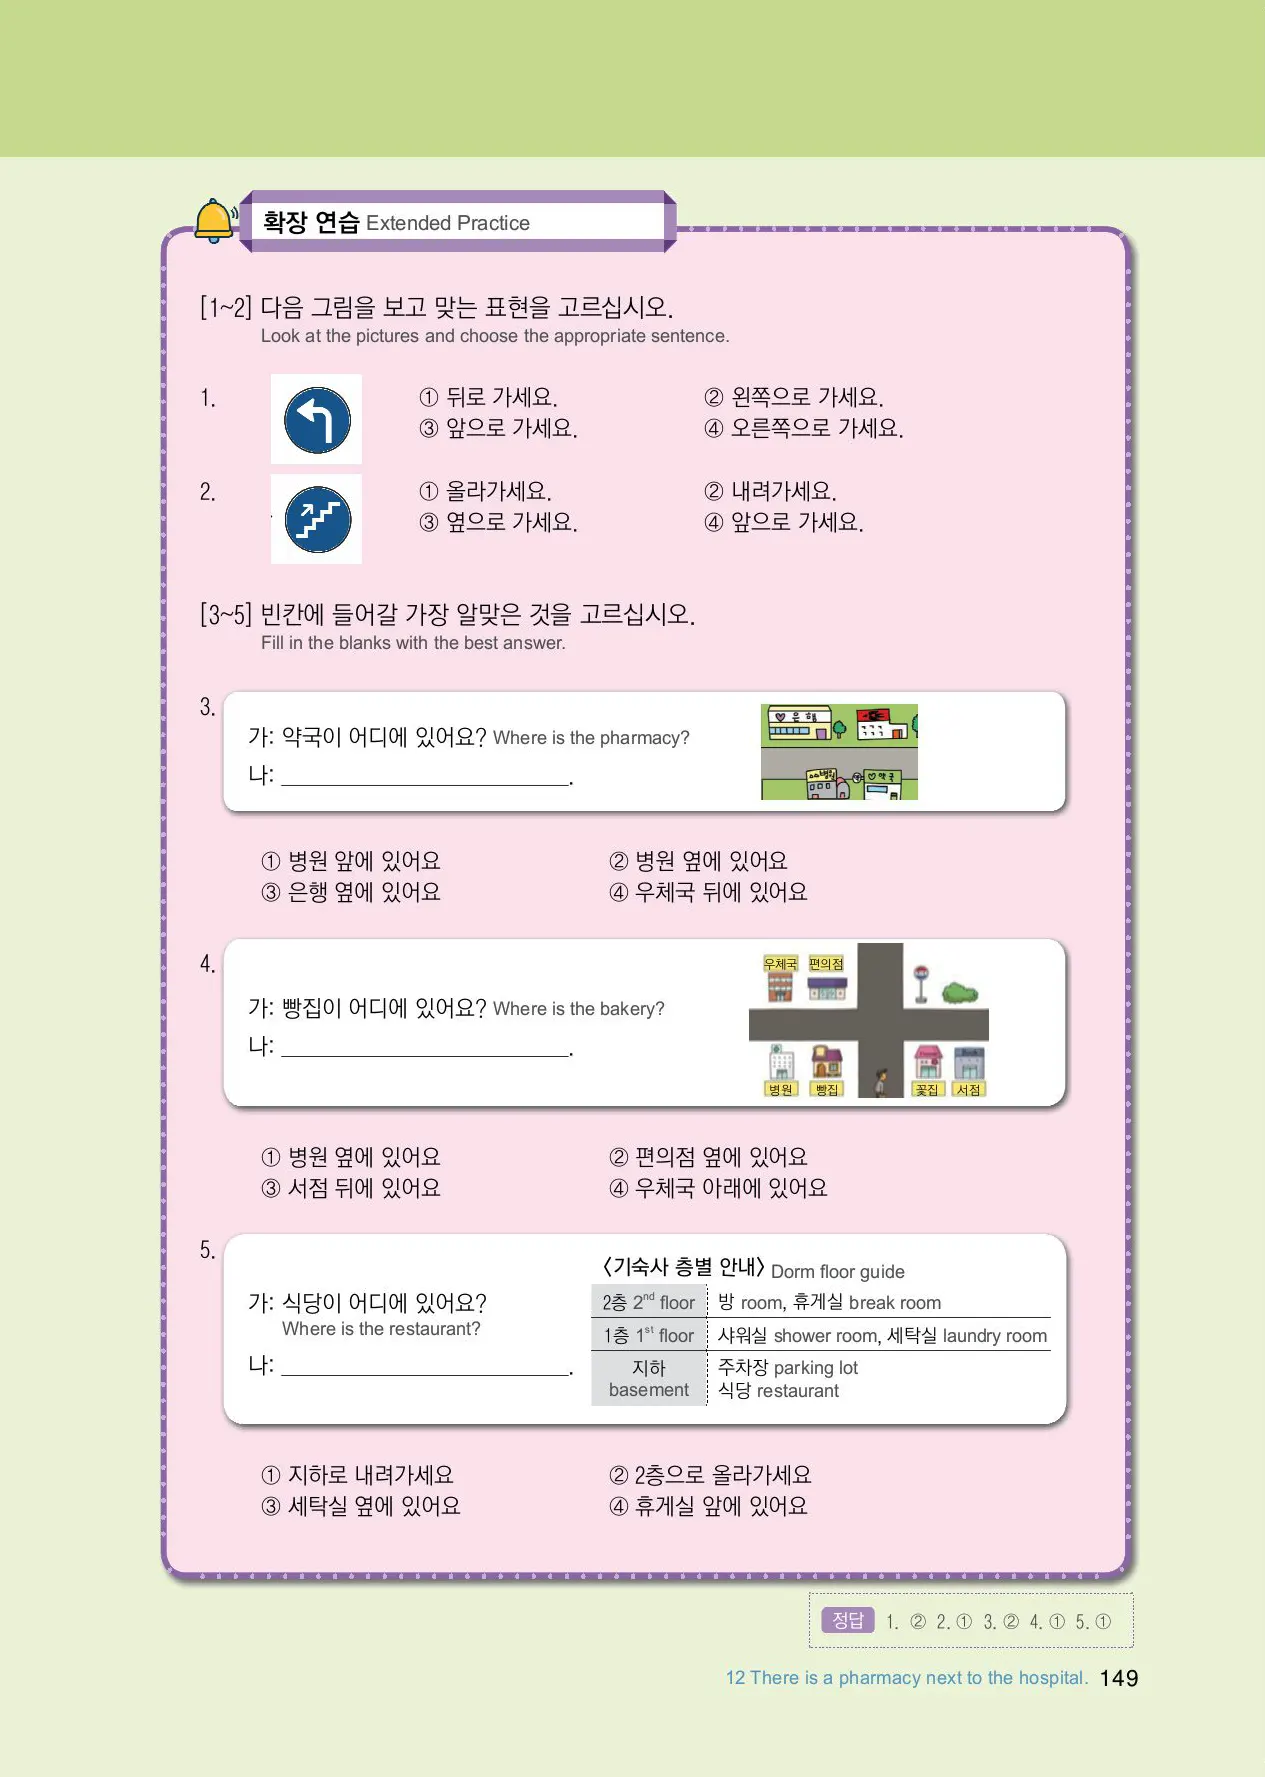 확장 연습 Extended Practice
[1~2] 다음 그림을 보고 맞는 표현을 고르십시오.
Look at the pictures and choose the appropriate sentence.
1.
① 뒤로 가세요. ② 왼쪽으로 가세요.
③ 앞으로 가세요. ④ 오른쪽으로 가세요.
2.
① 올라가세요. ② 내려가세요.
③ 옆으로 가세요. ④ 앞으로 가세요.
[3~5] 빈칸에 들어갈 가장 알맞은 것을 고르십시오.
Fill in the blanks with the best answer.
3.
가: 약국이 어디에 있어요? Where is the pharmacy?
나: ____________________.
은행
병원
약국
① 병원 앞에 있어요 ② 병원 옆에 있어요
③ 은행 옆에 있어요 ④ 우체국 뒤에 있어요
4.
가: 빵집이 어디에 있어요? Where is the bakery?
나: ____________________.
우체국 편의점
병원 빵집 꽃집 서점
① 병원 옆에 있어요 ② 편의점 옆에 있어요
③ 서점 뒤에 있어요 ④ 우체국 아래에 있어요
5.
가: 식당이 어디에 있어요?
Where is the restaurant?
나: ____________________.
〈기숙사 층별 안내〉 Dorm floor guide
2층 2nd floor 방 room, 휴게실 break room
1층 1st floor 샤워실 shower room, 세탁실 laundry room
지하 basement 주차장 parking lot
식당 restaurant
① 지하로 내려가세요 ② 2층으로 올라가세요
③ 세탁실 옆에 있어요 ④ 휴게실 앞에 있어요
정답 1. ② 2. ① 3. ② 4. ① 5. ①
12 There is a pharmacy next to the hospital. 149